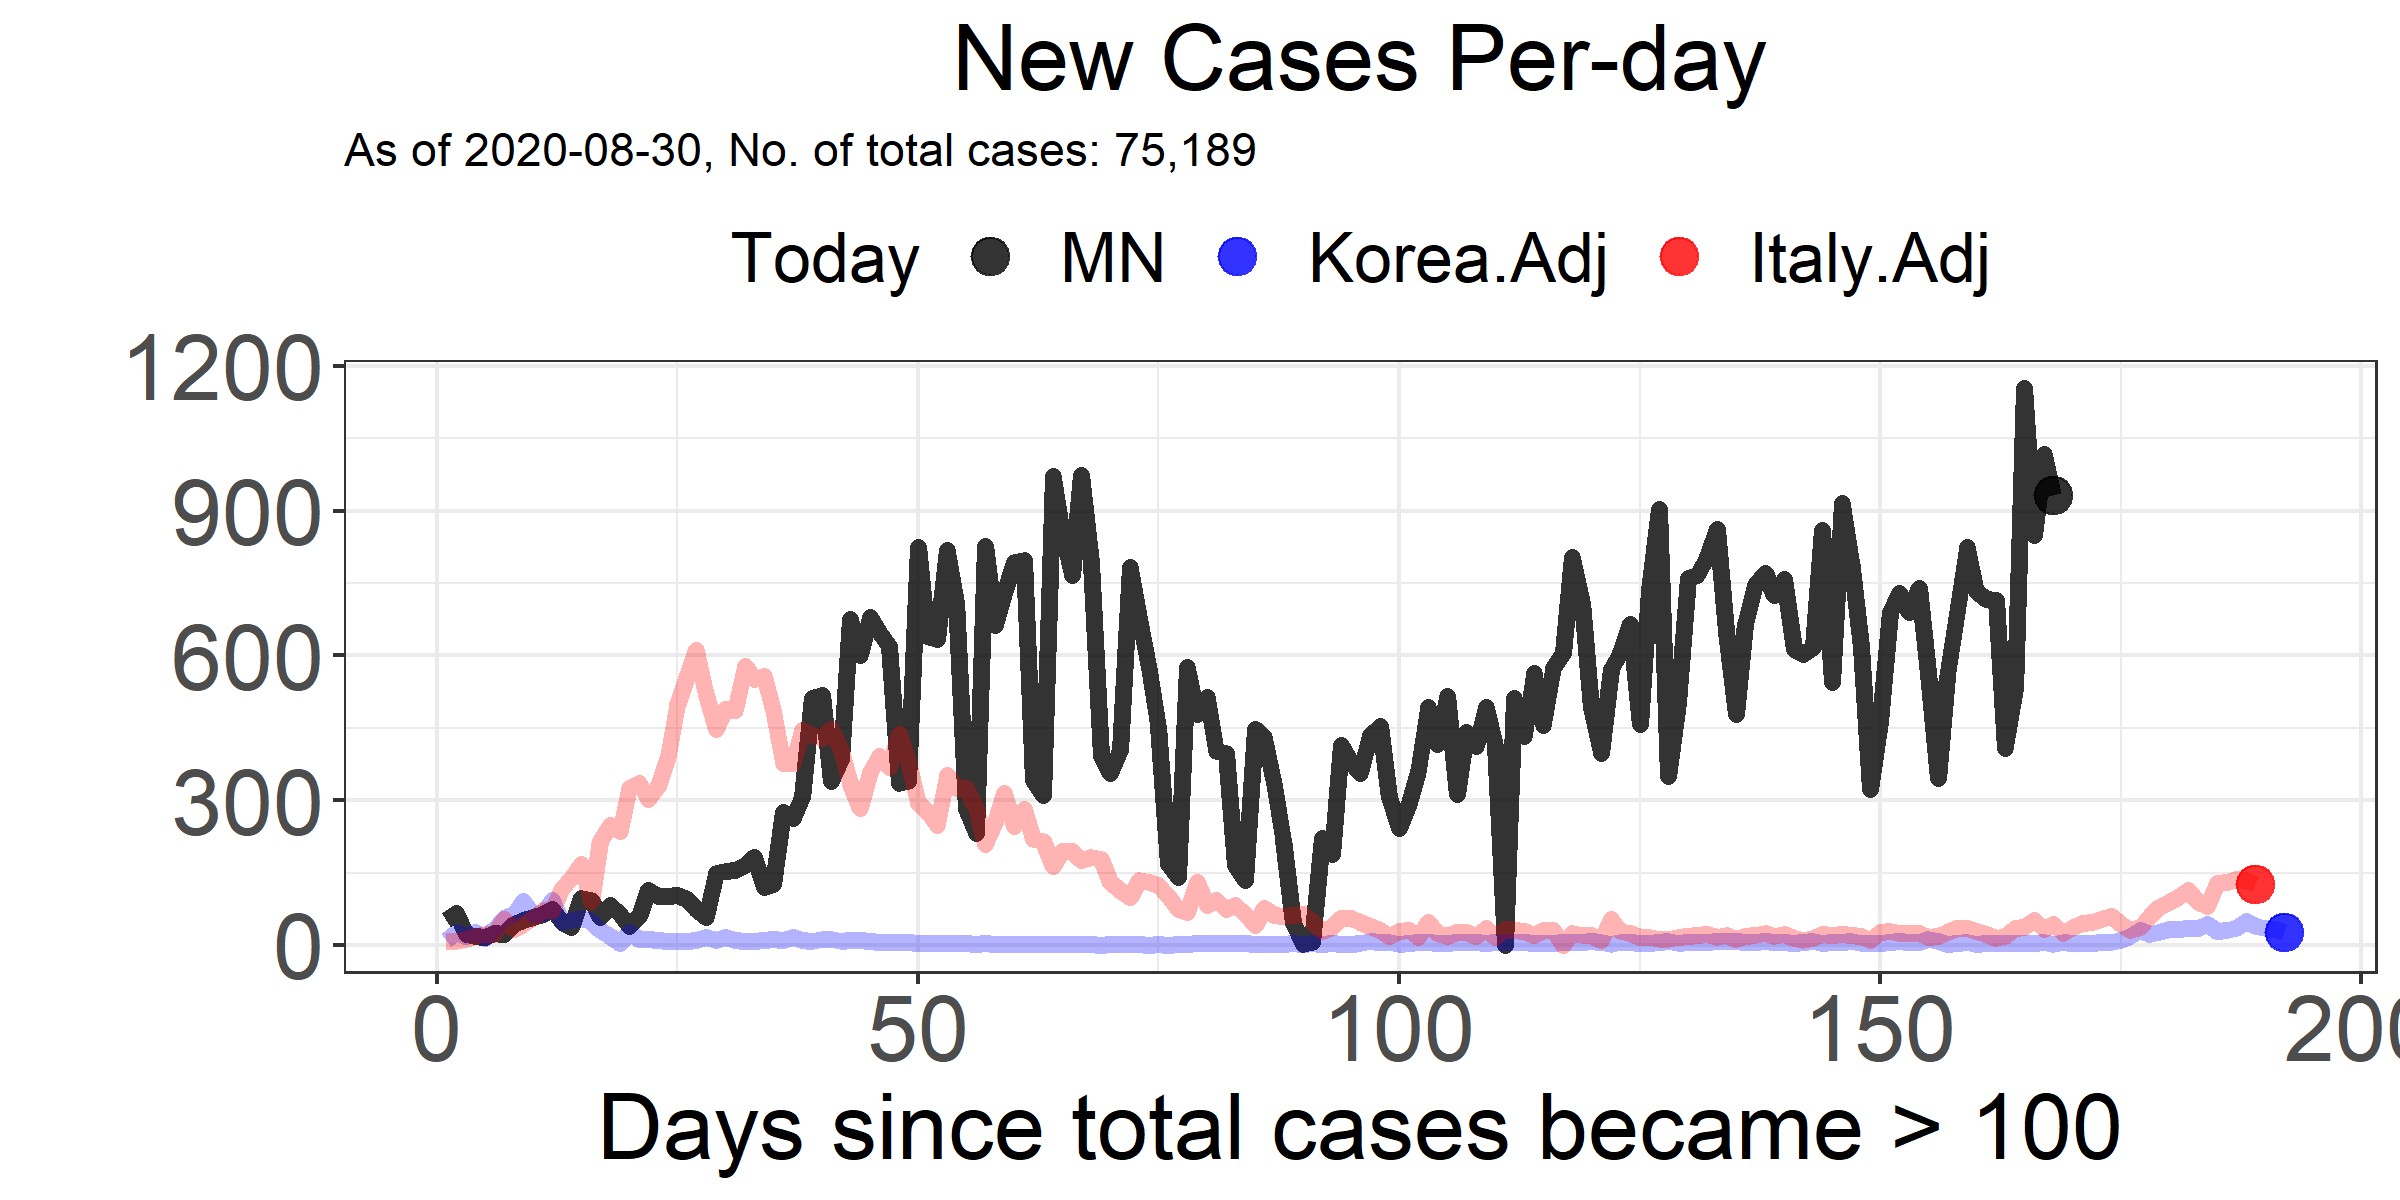 New Cases Per-day
As of 2020-08-30, No. of total cases: 75,189
Today MN Korea.Adj Italy.Adj
1200
900
600
300
0
0 50 100 150 200
Days since total cases became > 100